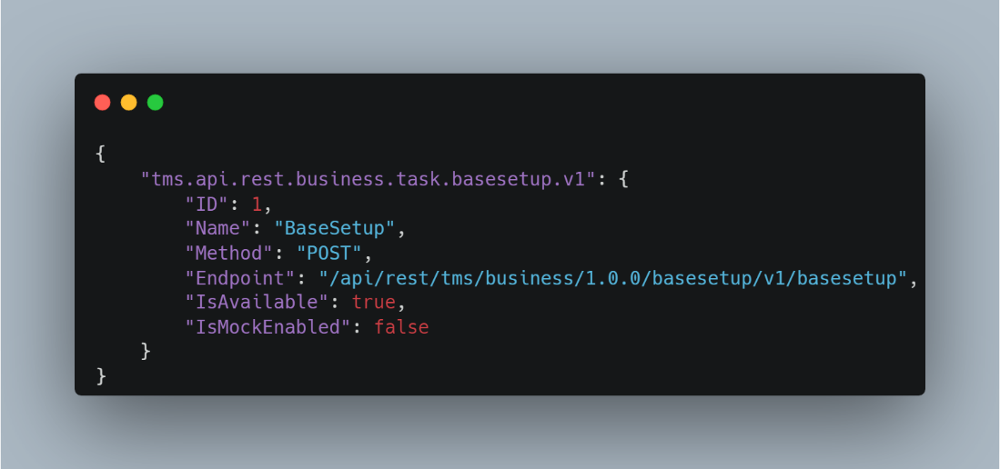 {
    "tms.api.rest.business.task.basesetup.v1": {
        "ID": 1,
        "Name": "BaseSetup",
        "Method": "POST",
        "Endpoint": "/api/rest/tms/business/1.0.0/basesetup/v1/basesetup",
        "IsAvailable": true,
        "IsMockEnabled": false
    }
}